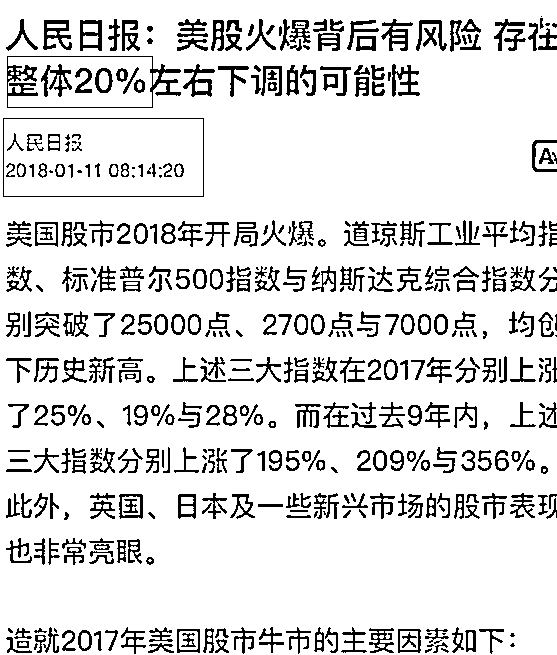 人民日报：美股火爆背后有风险 存在
整体20%左右下调的可能性
人民日报
2018-01-11 08:14:20
A
美国股市2018年开局火爆。道琼斯工业平均指
数、标准普尔500指数与纳斯达克综合指数分
别突破了25000点、2700点与7000点，均创
下历史新高。上述三大指数在2017年分别上涨
了25%、19%与28%。而在过去9年内，上述
三大指数分别上涨了195%、209%与356%。
此外，英国、日本及一些新兴市场的股市表现
也非常亮眼。
造就2017年美国股市牛市的主要因素如下：